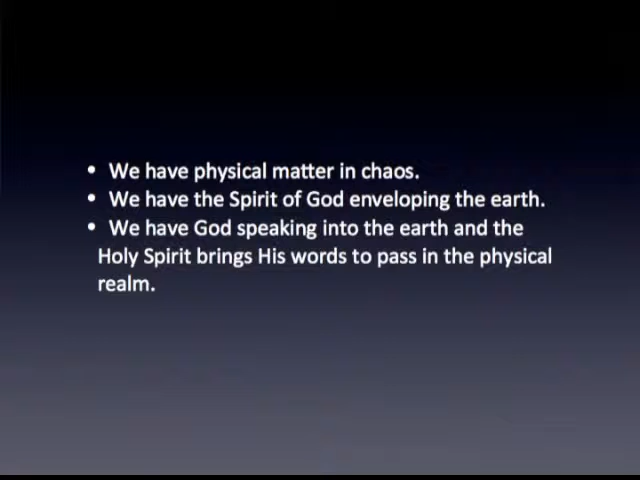 • We have physical matter in chaos.
• We have the Spirit of God enveloping the earth.
• We have God speaking into the earth and the
Holy Spirit brings His words to pass in the physical
realm.